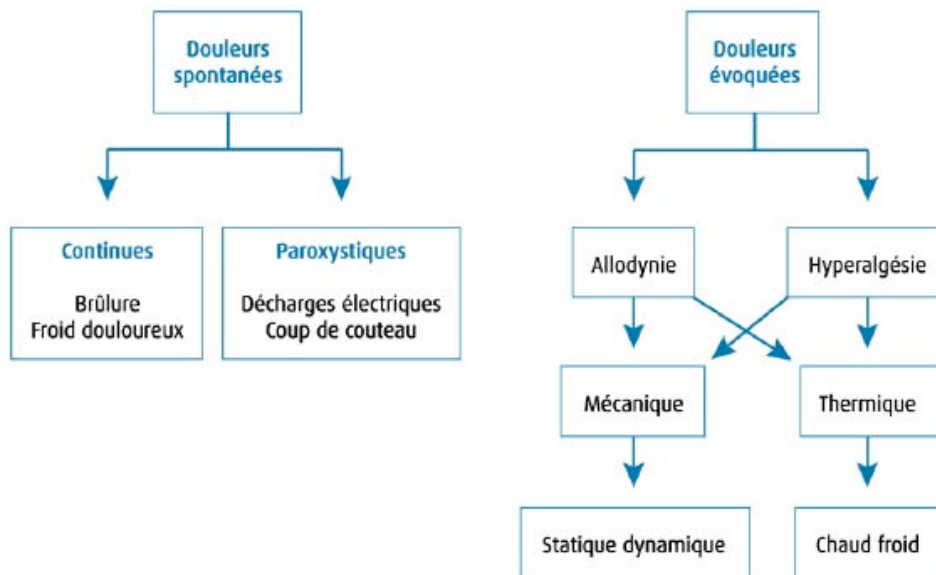 Douleurs
spontanées
Douleurs
évoquées
Continues
Brûlure
Froid douloureux
Paroxystiques
Décharges électriques
Coup de couteau
Allodynie
Hyperalgésie
Mécanique
Thermique
Statique dynamique
Chaud froid